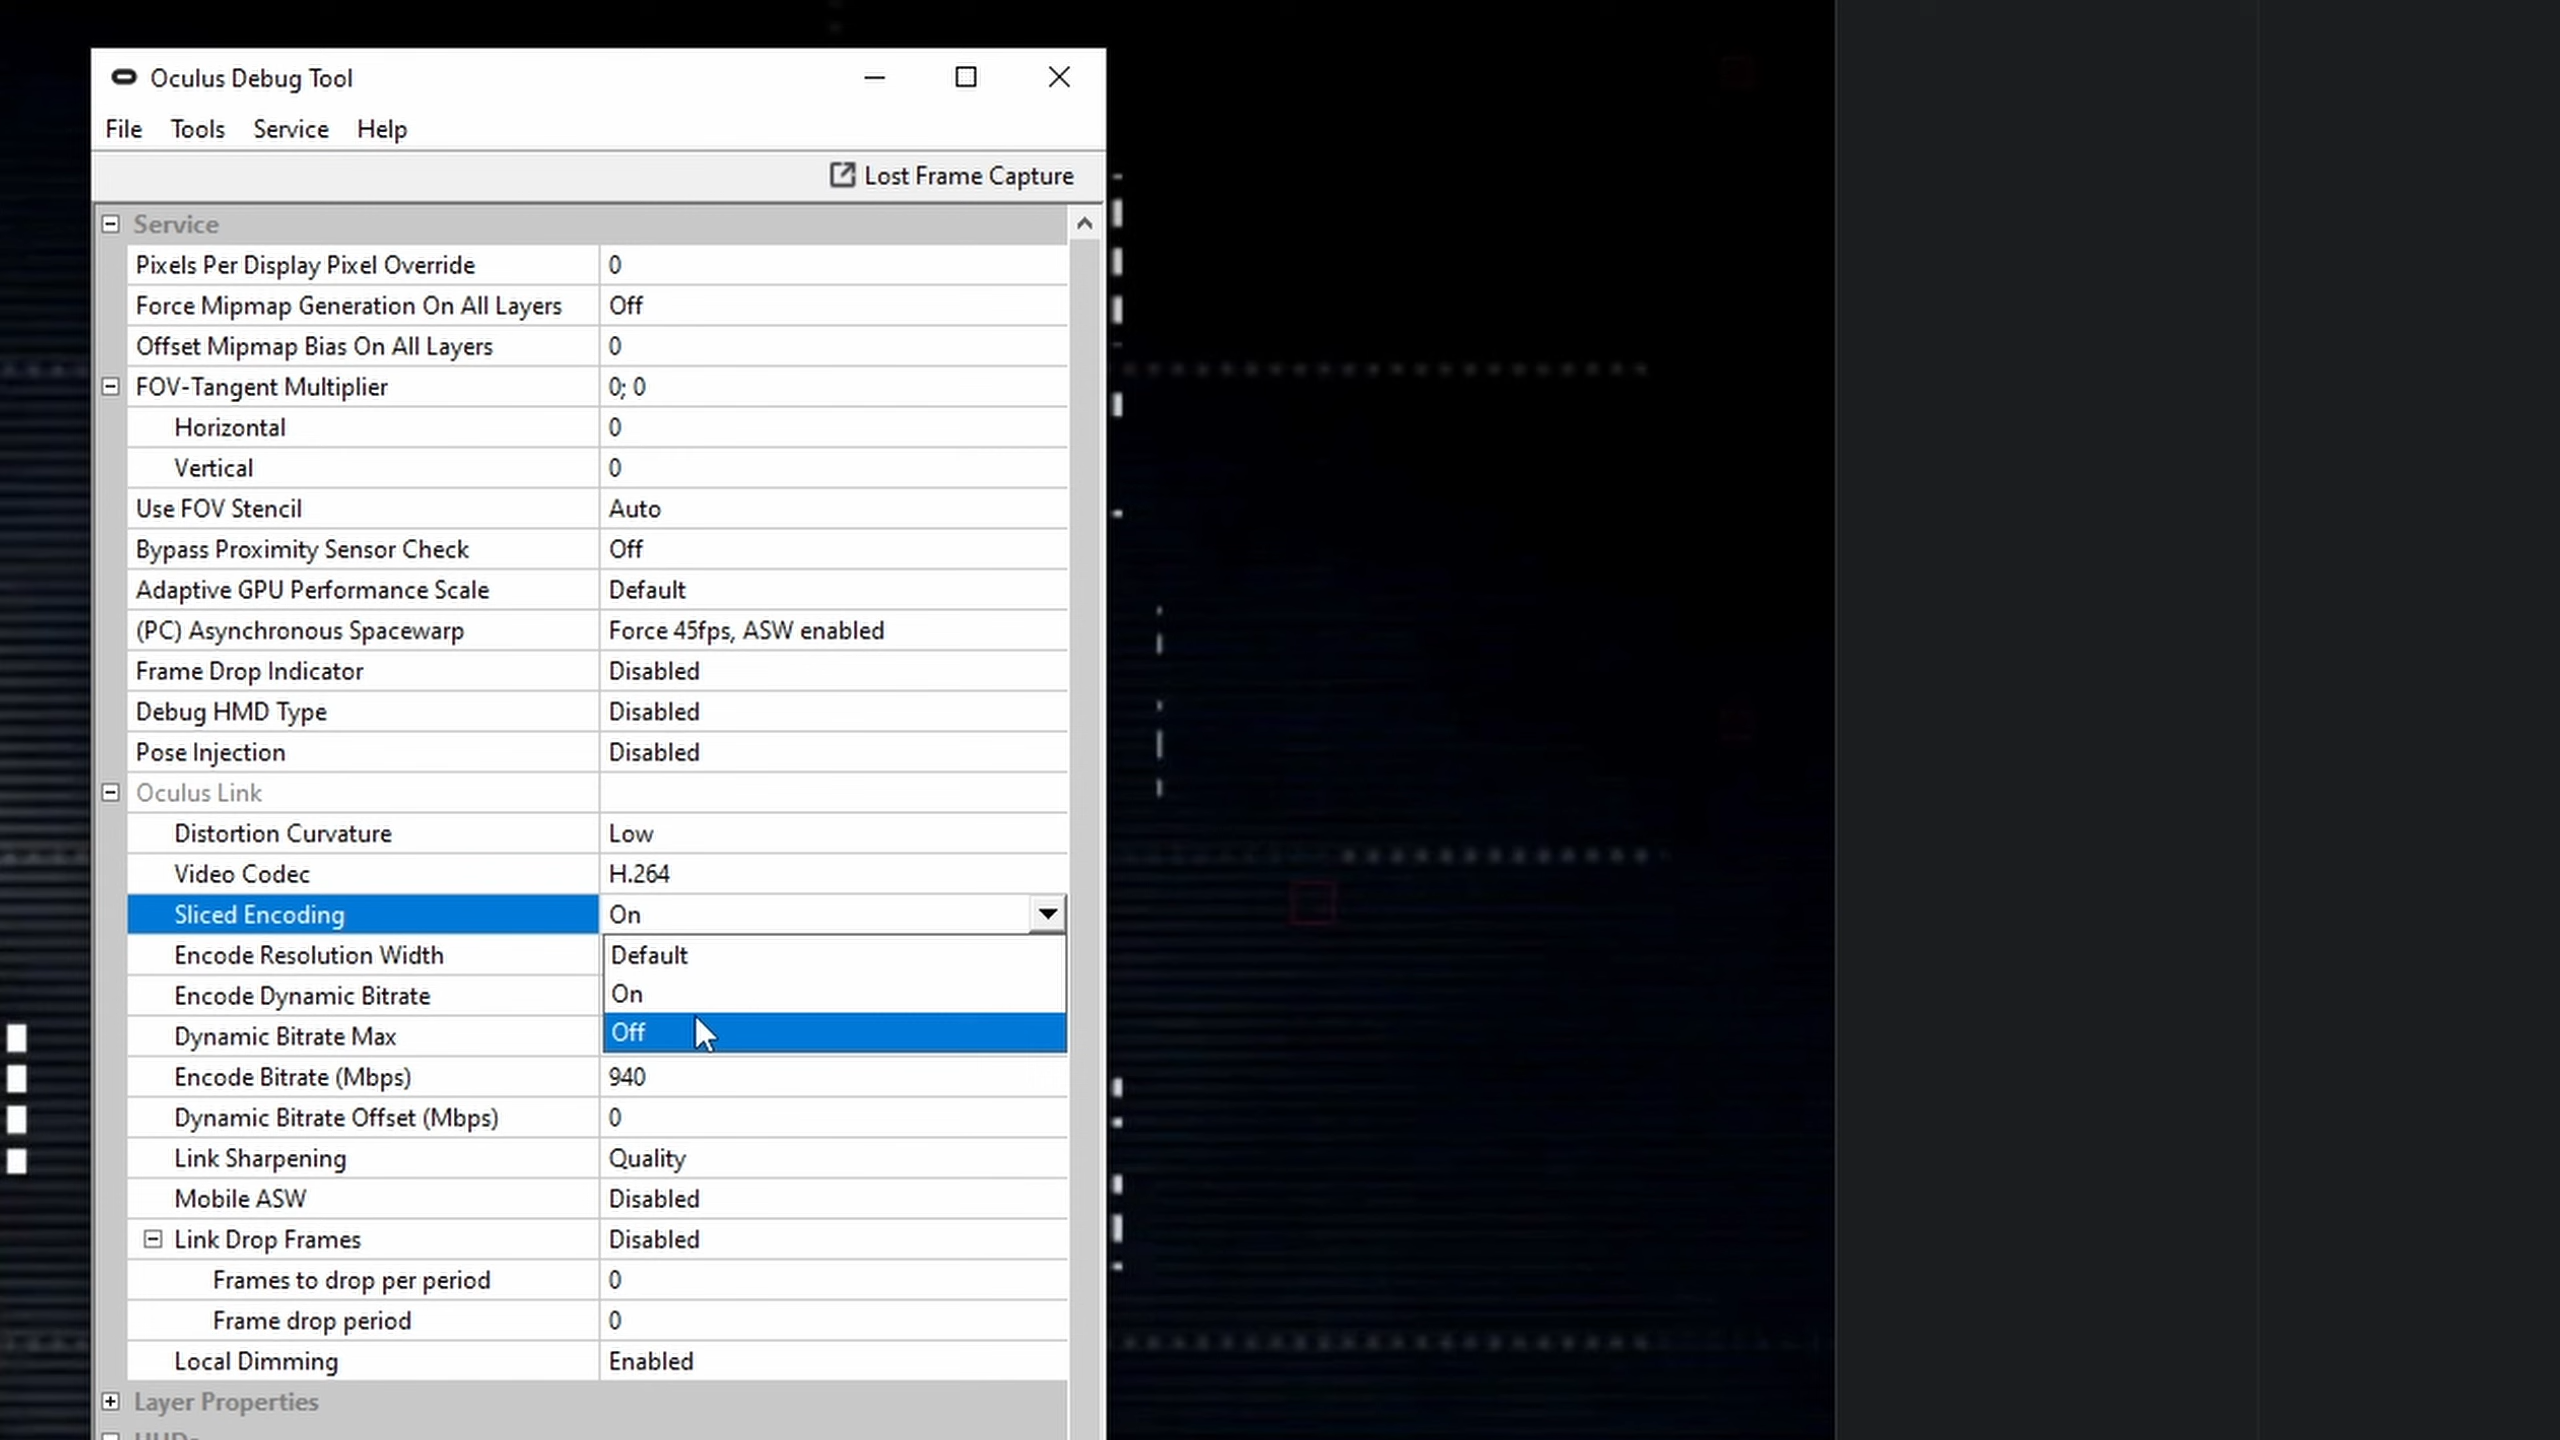 Oculus Debug Tool
File Tools Service Help
Lost Frame Capture
Service
Pixels Per Display Pixel Override 0
Force Mipmap Generation On All Layers Off
Offset Mipmap Bias On All Layers 0
FOV-Tangent Multiplier 0; 0
Horizontal 0
Vertical 0
Use FOV Stencil Auto
Bypass Proximity Sensor Check Off
Adaptive GPU Performance Scale Default
(PC) Asynchronous Spacewarp Force 45fps, ASW enabled
Frame Drop Indicator Disabled
Debug HMD Type Disabled
Pose Injection Disabled
Oculus Link
Distortion Curvature Low
Video Codec H.264
Sliced Encoding On
Encode Resolution Width Default
Encode Dynamic Bitrate On
Dynamic Bitrate Max Off
Encode Bitrate (Mbps) 940
Dynamic Bitrate Offset (Mbps) 0
Link Sharpening Quality
Mobile ASW Disabled
Link Drop Frames Disabled
Frames to drop per period 0
Frame drop period 0
Local Dimming Enabled
Layer Properties